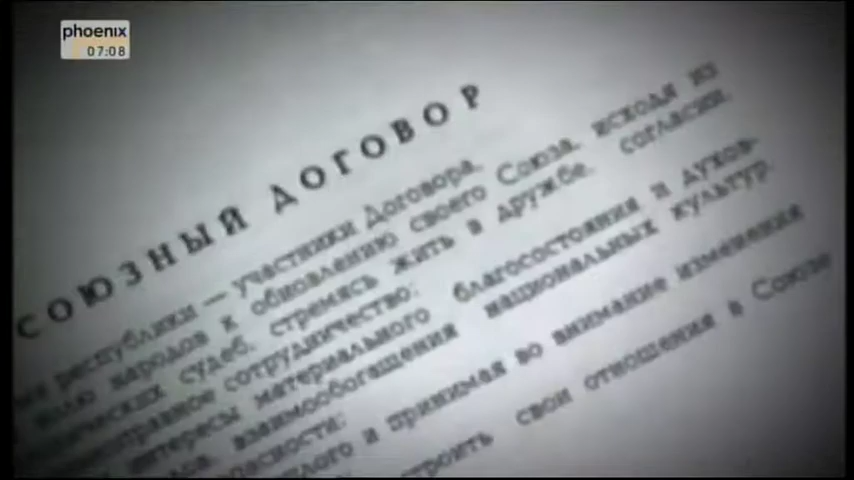 phoenix
07:08
СОЮЗНЫЙ ДОГОВОР
республики — участники Договора,
волю народов к обновлению своего Союза, исходя из
судеб, стремясь жить в дружбе, согласии,
сотрудничество;
интересы материального благосостояния и духов-
взаимообогащения национальных культур,
и принимая во внимание изменения
строить свои отношения в Союзе